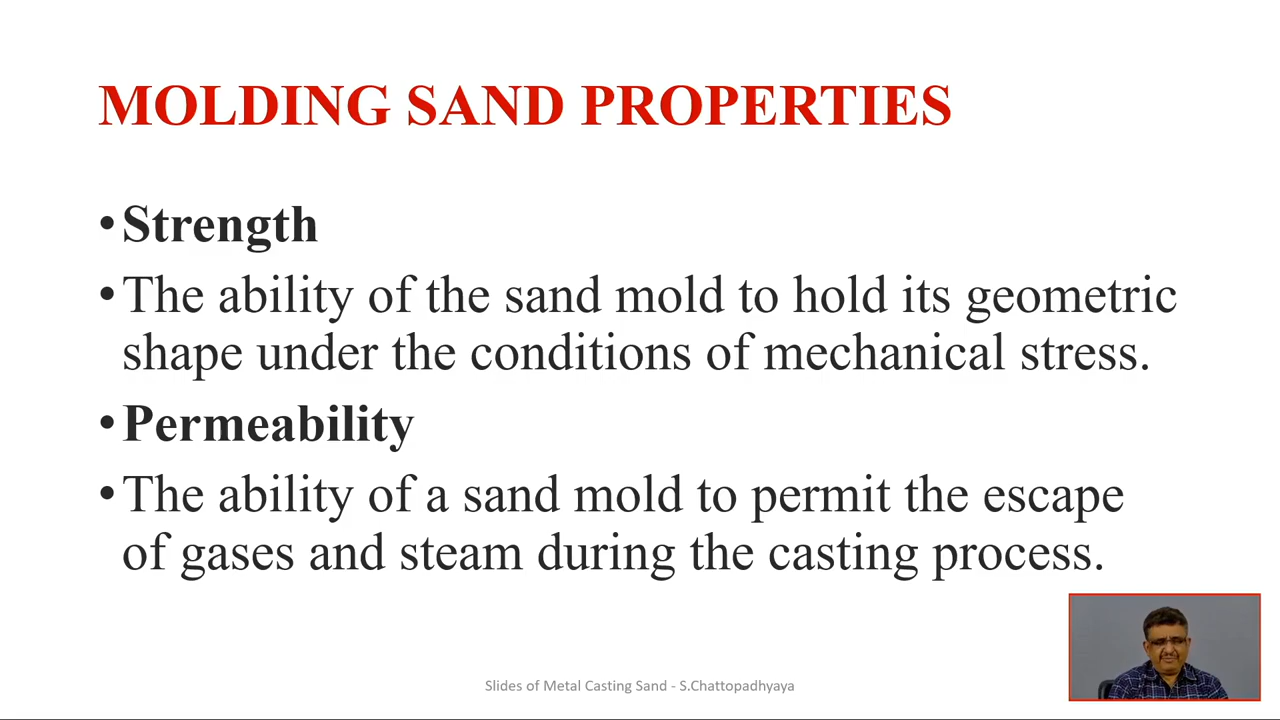 MOLDING SAND PROPERTIES
•Strength
•The ability of the sand mold to hold its geometric
shape under the conditions of mechanical stress.
•Permeability
•The ability of a sand mold to permit the escape
of gases and steam during the casting process.
Slides of Metal Casting Sand - S.Chattopadhyaya